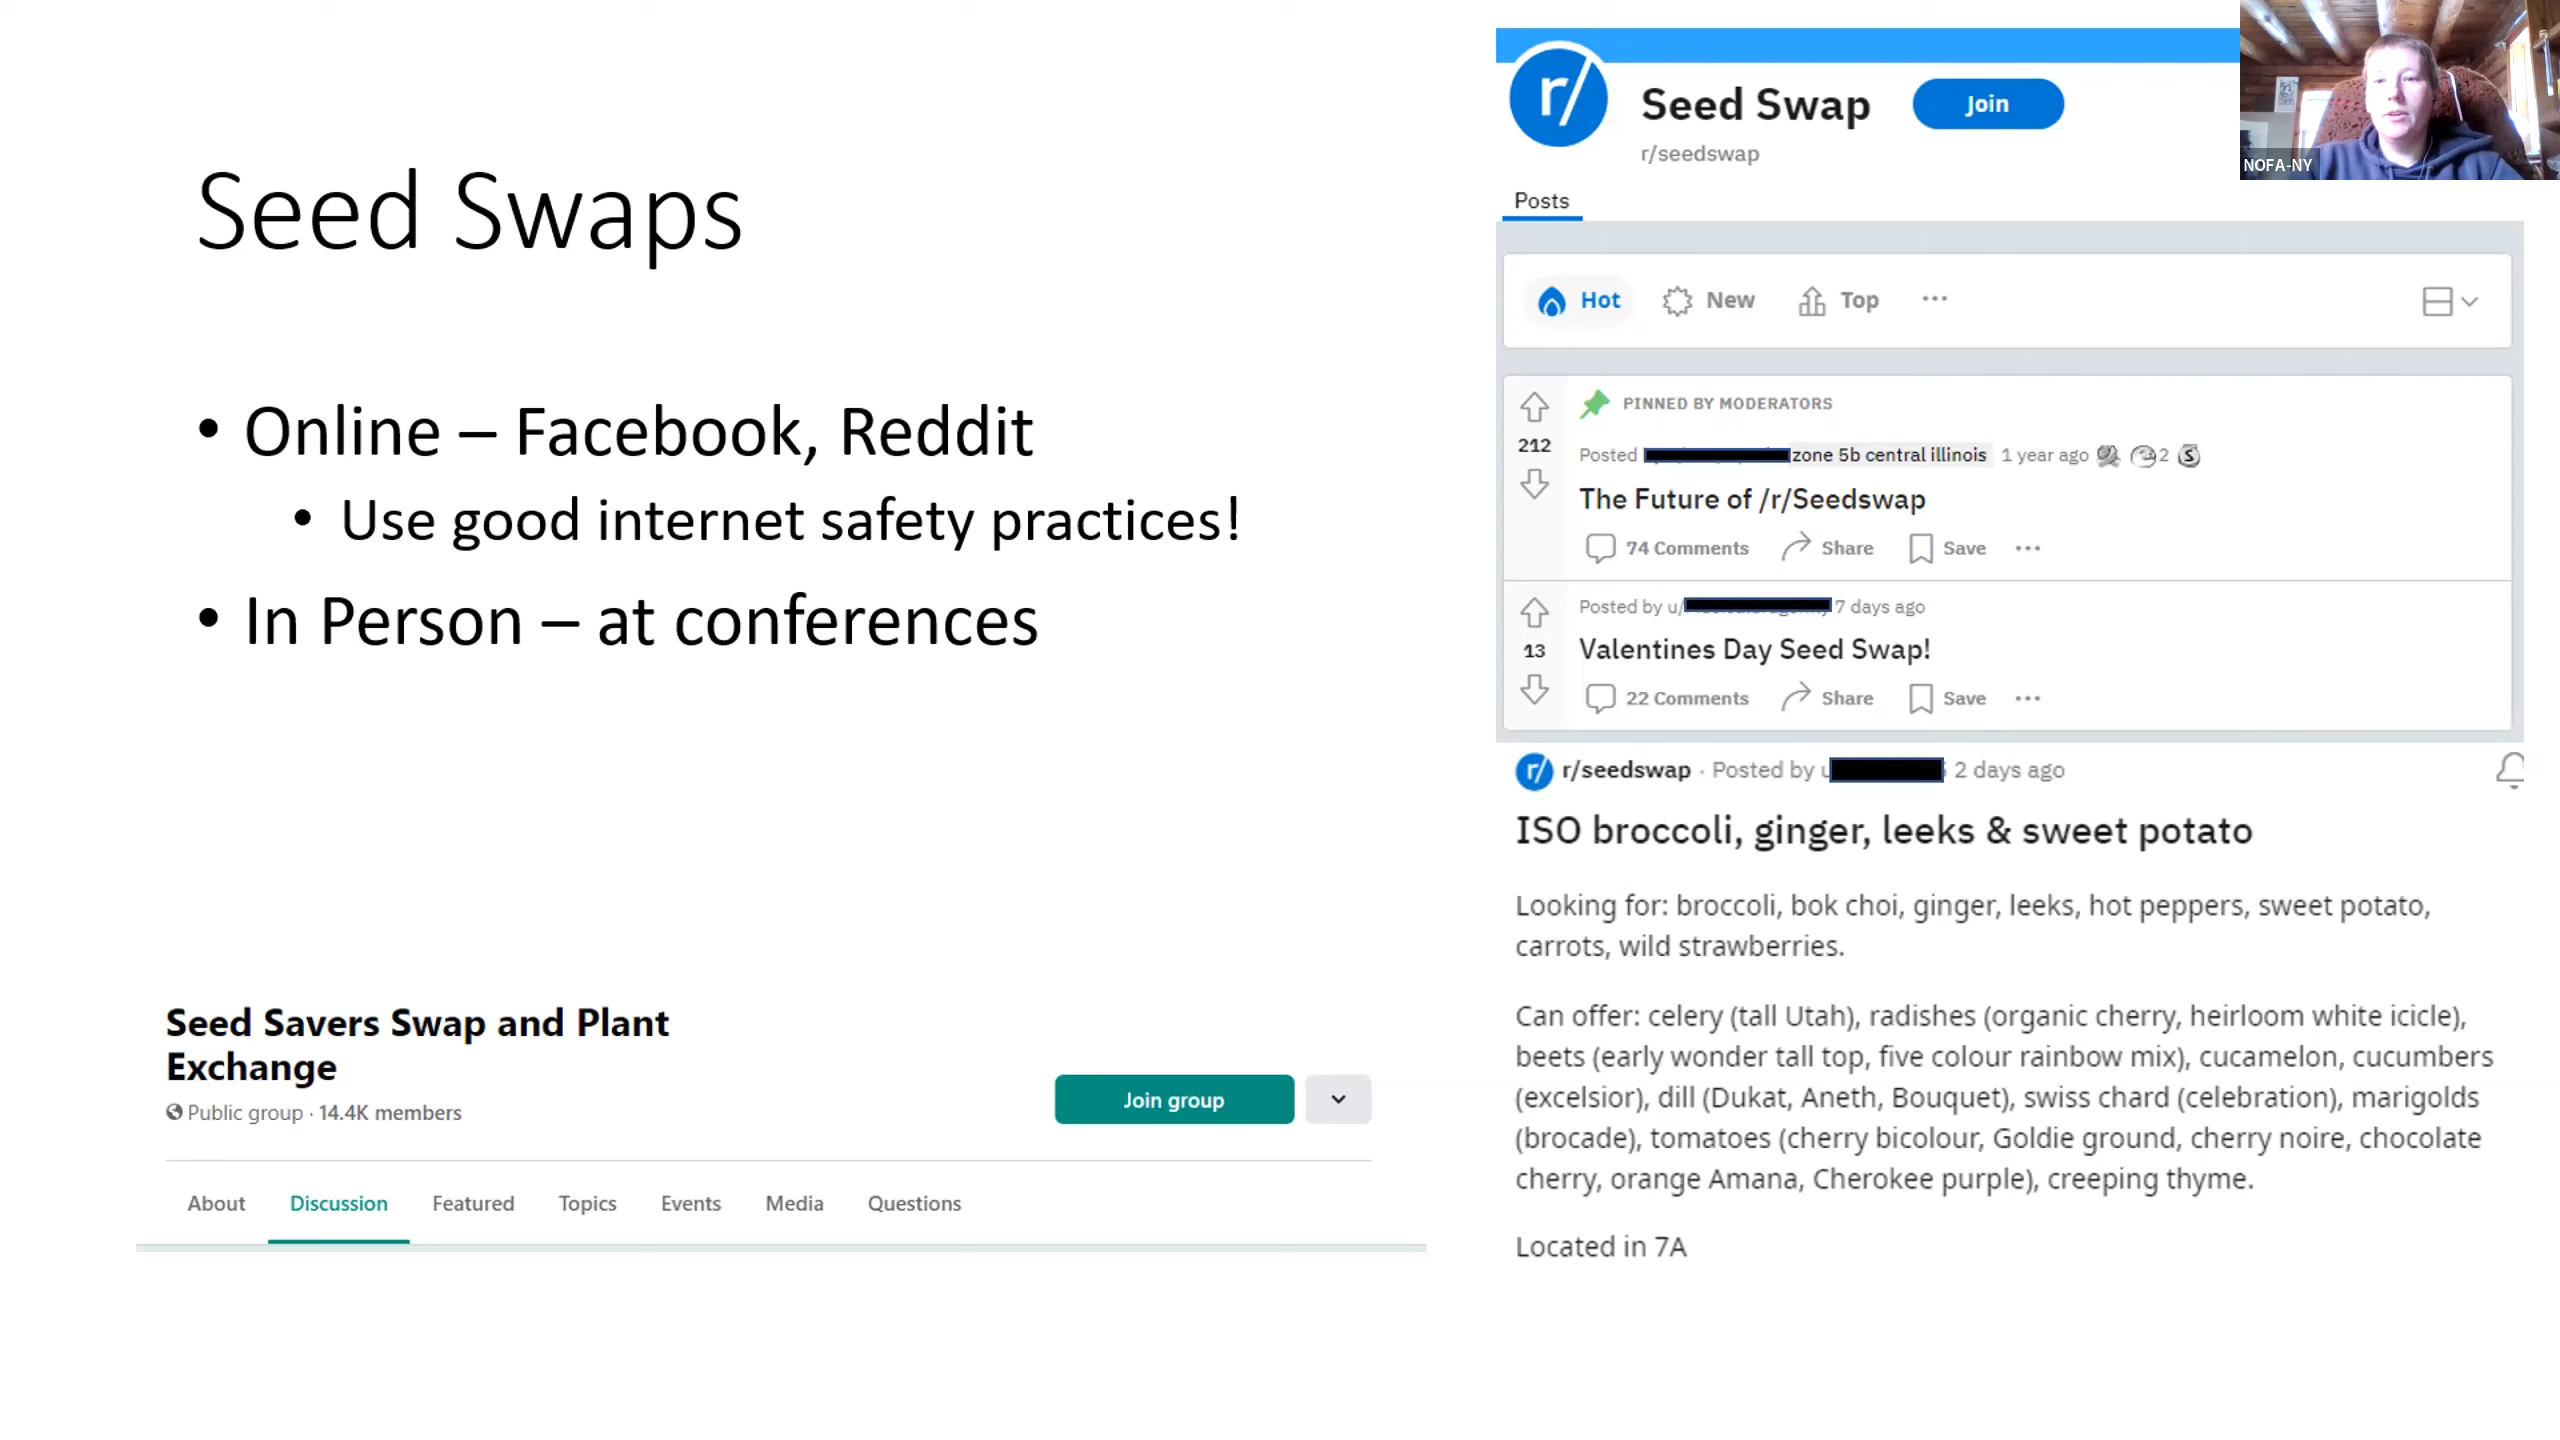 Seed Swaps
• Online – Facebook, Reddit
• Use good internet safety practices!
• In Person – at conferences
Seed Savers Swap and Plant
Exchange
Public group · 14.4K members
Join group
About Discussion Featured Topics Events Media Questions
r/
Seed Swap
Join
r/seedswap
Posts
Hot New Top ...
PINNED BY MODERATORS
212
Posted zone 5b central illinois 1 year ago 2 S
The Future of /r/Seedswap
74 Comments Share Save ...
Posted by u/ 7 days ago
13
Valentines Day Seed Swap!
22 Comments Share Save ...
r/ r/seedswap · Posted by 2 days ago
ISO broccoli, ginger, leeks & sweet potato
Looking for: broccoli, bok choi, ginger, leeks, hot peppers, sweet potato,
carrots, wild strawberries.
Can offer: celery (tall Utah), radishes (organic cherry, heirloom white icicle),
beets (early wonder tall top, five colour rainbow mix), cucamelon, cucumbers
(excelsior), dill (Dukat, Aneth, Bouquet), swiss chard (celebration), marigolds
(brocade), tomatoes (cherry bicolour, Goldie ground, cherry noire, chocolate
cherry, orange Amana, Cherokee purple), creeping thyme.
Located in 7A
NOFA-NY